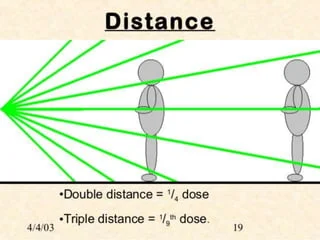 Distance
•Double distance = 1/4 dose
•Triple distance = 1/9th dose.
4/4/03
19